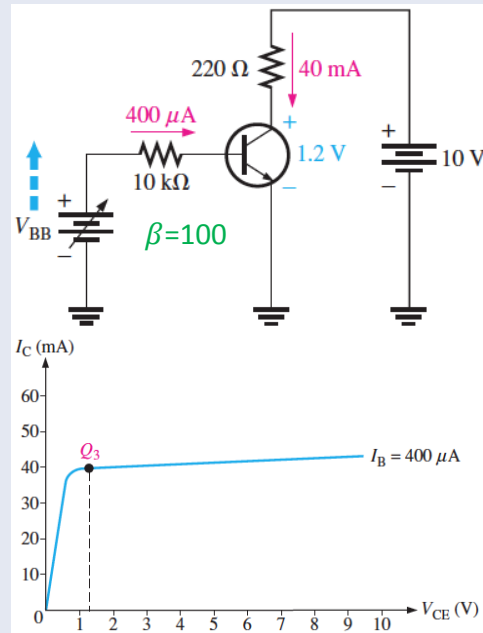 220 Ω
40 mA
400 μA
+
1.2 V
+
10 V
10 kΩ
−
−
+
V_BB
β=100
−
I_C (mA)
60
50
Q_3
40
I_B = 400 μA
30
20
10
0
1 2 3 4 5 6 7 8 9 10
V_CE (V)